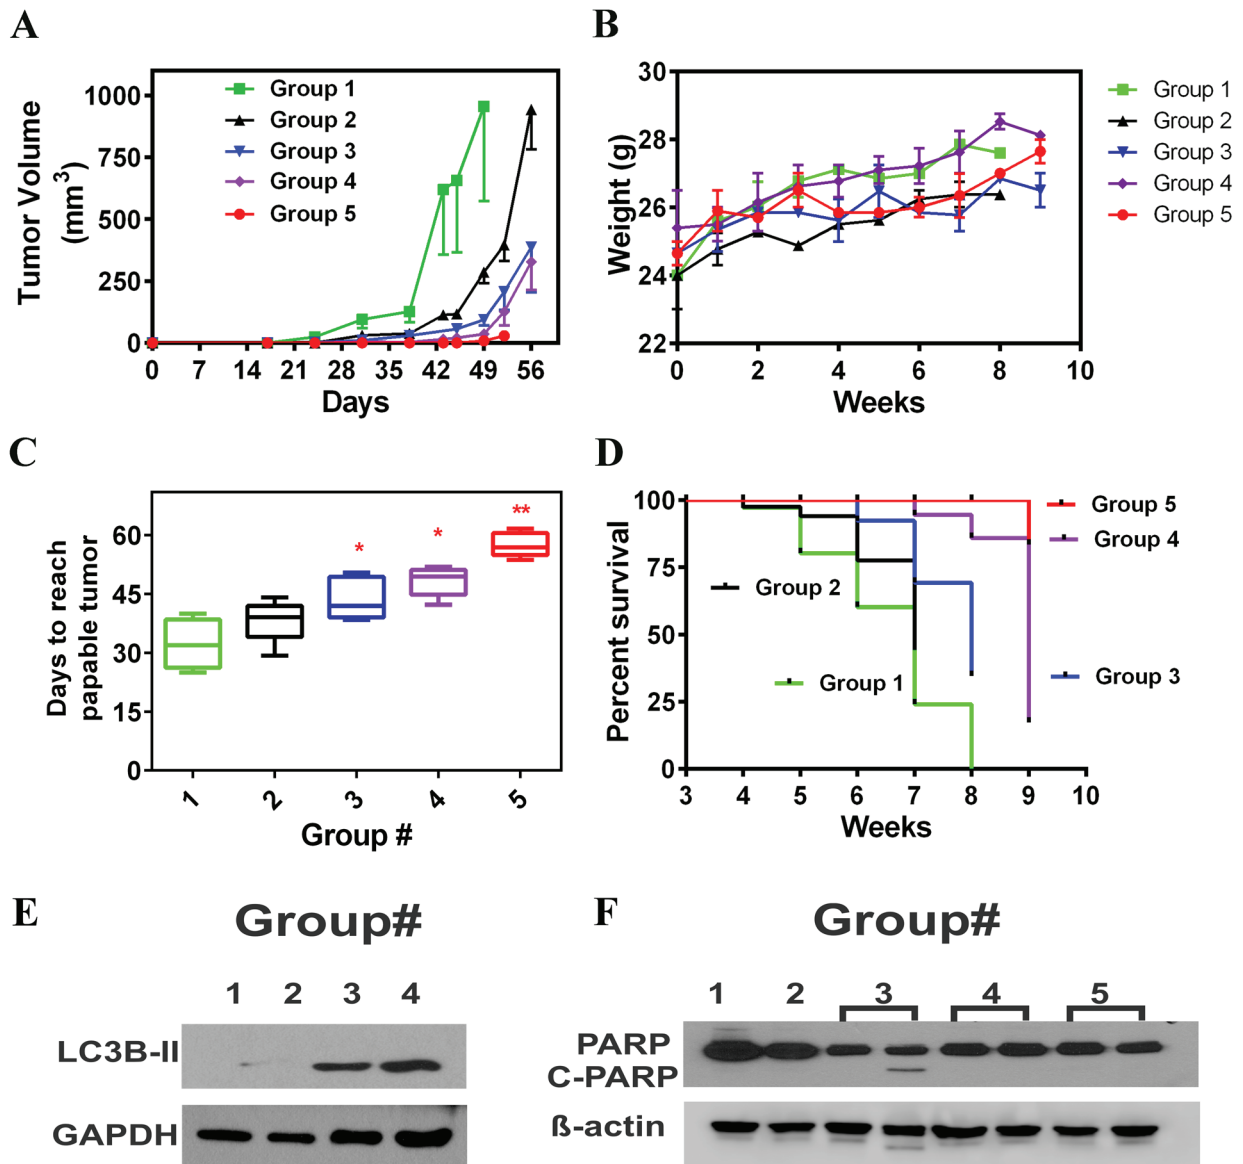 A
Tumor Volume
(mm³)
1000
750
500
250
0
Group 1
Group 2
Group 3
Group 4
Group 5
0 7 14 21 28 35 42 49 56
Days
B
Weight (g)
30
28
26
24
22
0 2 4 6 8 10
Weeks
Group 1
Group 2
Group 3
Group 4
Group 5
C
Days to reach
papable tumor
60
45
30
15
0
* * **
1 2 3 4 5
Group #
D
Percent survival
100
75
50
25
0
Group 5
Group 4
Group 2
Group 3
Group 1
3 4 5 6 7 8 9 10
Weeks
E
Group#
1 2 3 4
LC3B-II
GAPDH
F
Group#
1 2 3 4 5
PARP
C-PARP
ß-actin